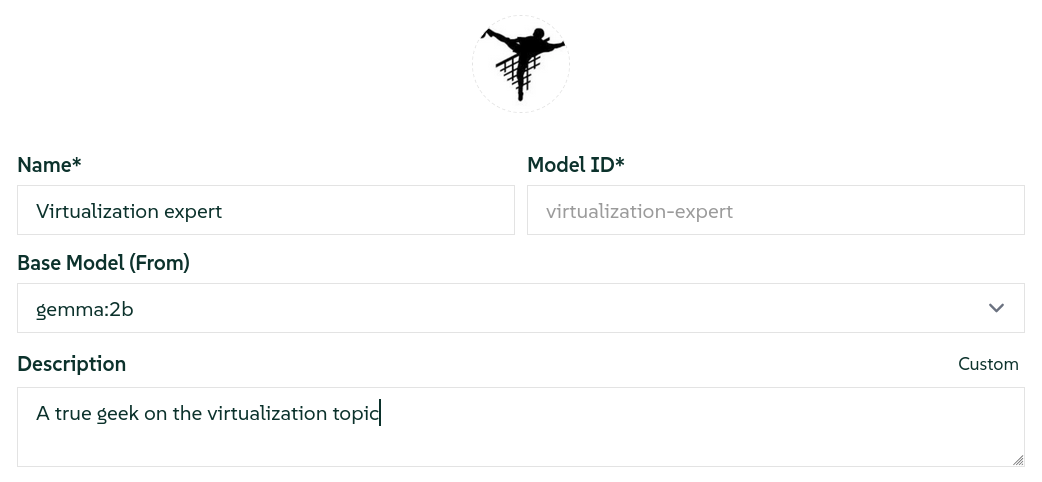 Name*
Model ID*
Virtualization expert
virtualization-expert
Base Model (From)
gemma:2b
Description
Custom
A true geek on the virtualization topic